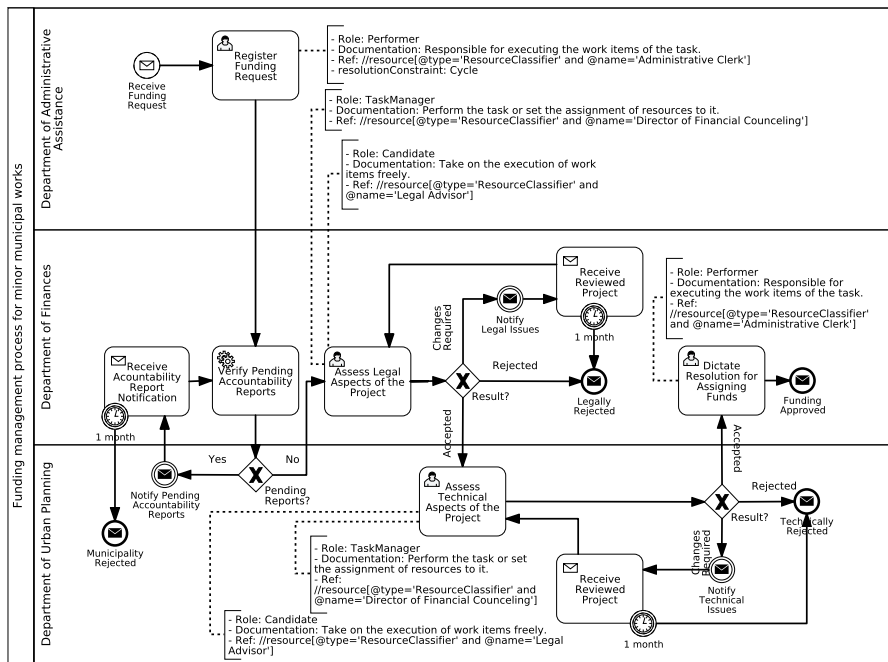 Funding management process for minor municipal works
Department of Administrative
Assistance
Receive
Funding
Request
Register
Funding
Request
- Role: Performer
- Documentation: Responsible for executing the work items of the task.
- Ref: //resource[@type='ResourceClassifier' and @name='Administrative Clerk']
- resolutionConstraint: Cycle
- Role: TaskManager
- Documentation: Perform the task or set the assignment of resources to it.
- Ref: //resource[@type='ResourceClassifier' and @name='Director of Financial Counceling']
- Role: Candidate
- Documentation: Take on the execution of work
items freely.
- Ref: //resource[@type='ResourceClassifier' and
@name='Legal Advisor']
Department of Finances
Receive
Acountability
Report
Notification
1 month
Verify Pending
Accountability
Reports
Assess Legal
Aspects of the
Project
Changes
Required
Notify
Legal Issues
Receive
Reviewed
Project
1 month
Rejected
Result?
Legally
Rejected
Accepted
- Role: Performer
- Documentation: Responsible for
executing the work items of the task.
- Ref:
//resource[@type='ResourceClassifier'
and @name='Administrative Clerk']
Dictate
Resolution for
Assigning
Funds
Funding
Approved
Department of Urban Planning
Yes
No
Pending
Reports?
Notify Pending
Accountability
Reports
Municipality
Rejected
Assess
Technical
Aspects of the
Project
Accepted
Rejected
Result?
Technically
Rejected
Changes
Required
Notify
Technical
Issues
Receive
Reviewed
Project
1 month
- Role: TaskManager
- Documentation: Perform the task or set
the assignment of resources to it.
- Ref:
//resource[@type='ResourceClassifier' and
@name='Director of Financial Counceling']
- Role: Candidate
- Documentation: Take on the execution of work items freely.
- Ref: //resource[@type='ResourceClassifier' and @name='Legal
Advisor']